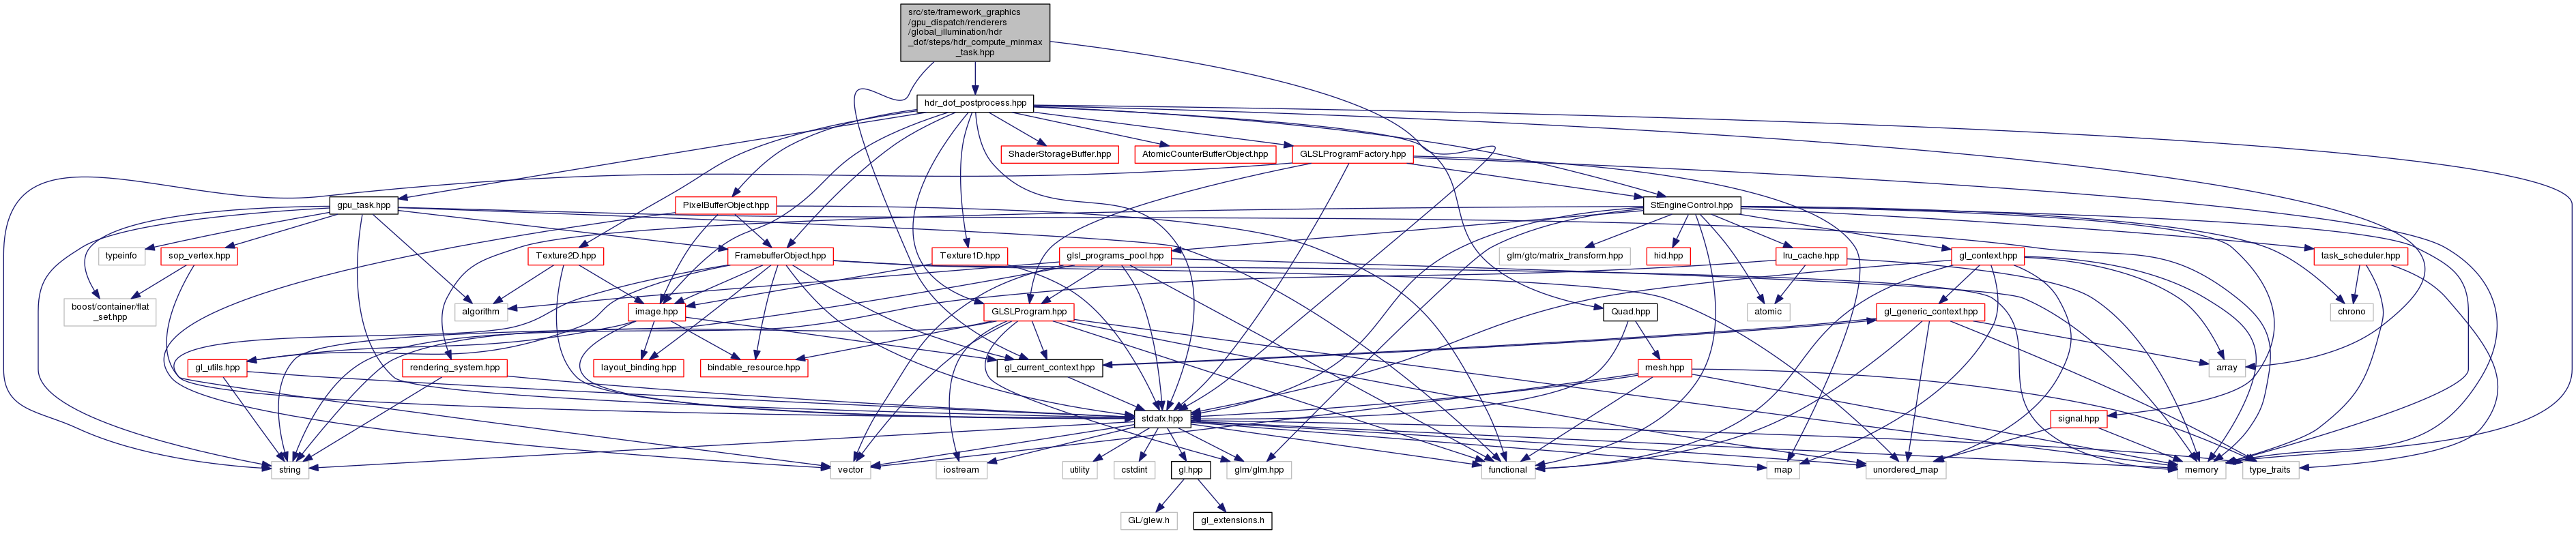 src/ste/framework_graphics
/gpu_dispatch/renderers
/global_illumination/hdr
_dof/steps/hdr_compute_minmax
_task.hpp
hdr_dof_postprocess.hpp
ShaderStorageBuffer.hpp
AtomicCounterBufferObject.hpp
GLSLProgramFactory.hpp
gpu_task.hpp
PixelBufferObject.hpp
StEngineControl.hpp
typeinfo
sop_vertex.hpp
Texture2D.hpp
FramebufferObject.hpp
Texture1D.hpp
glsl_programs_pool.hpp
glm/gtc/matrix_transform.hpp
hid.hpp
lru_cache.hpp
gl_context.hpp
task_scheduler.hpp
boost/container/flat
_set.hpp
algorithm
image.hpp
GLSLProgram.hpp
Quad.hpp
atomic
gl_generic_context.hpp
chrono
gl_utils.hpp
rendering_system.hpp
layout_binding.hpp
bindable_resource.hpp
gl_current_context.hpp
mesh.hpp
array
stdafx.hpp
signal.hpp
string
vector
iostream
utility
cstdint
gl.hpp
glm/glm.hpp
functional
map
unordered_map
memory
type_traits
GL/glew.h
gl_extensions.h